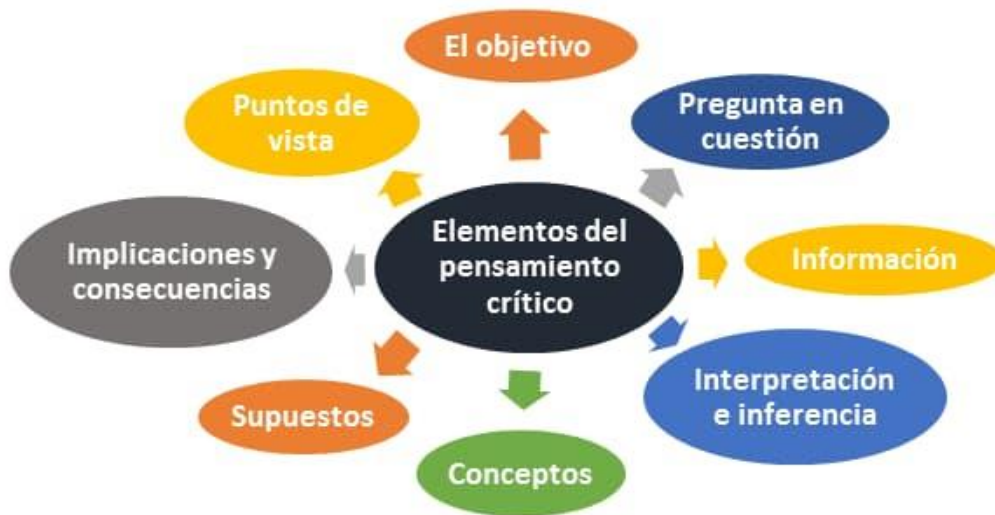 El objetivo
Puntos de
vista
Pregunta en
cuestión
Implicaciones y
consecuencias
Elementos del
pensamiento
crítico
Información
Supuestos
Interpretación
e inferencia
Conceptos